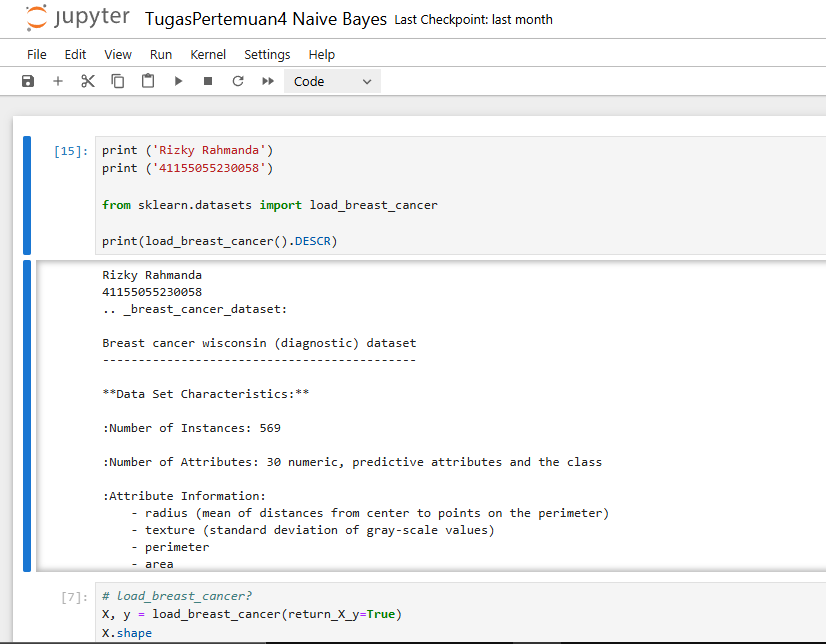 jupyter TugasPertemuan4 Naive Bayes Last Checkpoint: last month
File Edit View Run Kernel Settings Help
Code
[15]: print ('Rizky Rahmanda')
print ('41155055230058')
from sklearn.datasets import load_breast_cancer
print(load_breast_cancer().DESCR)
Rizky Rahmanda
41155055230058
.. _breast_cancer_dataset:
Breast cancer wisconsin (diagnostic) dataset
--------------------------------------------
**Data Set Characteristics:**
:Number of Instances: 569
:Number of Attributes: 30 numeric, predictive attributes and the class
:Attribute Information:
- radius (mean of distances from center to points on the perimeter)
- texture (standard deviation of gray-scale values)
- perimeter
- area
[7]: # load_breast_cancer?
X, y = load_breast_cancer(return_X_y=True)
X.shape